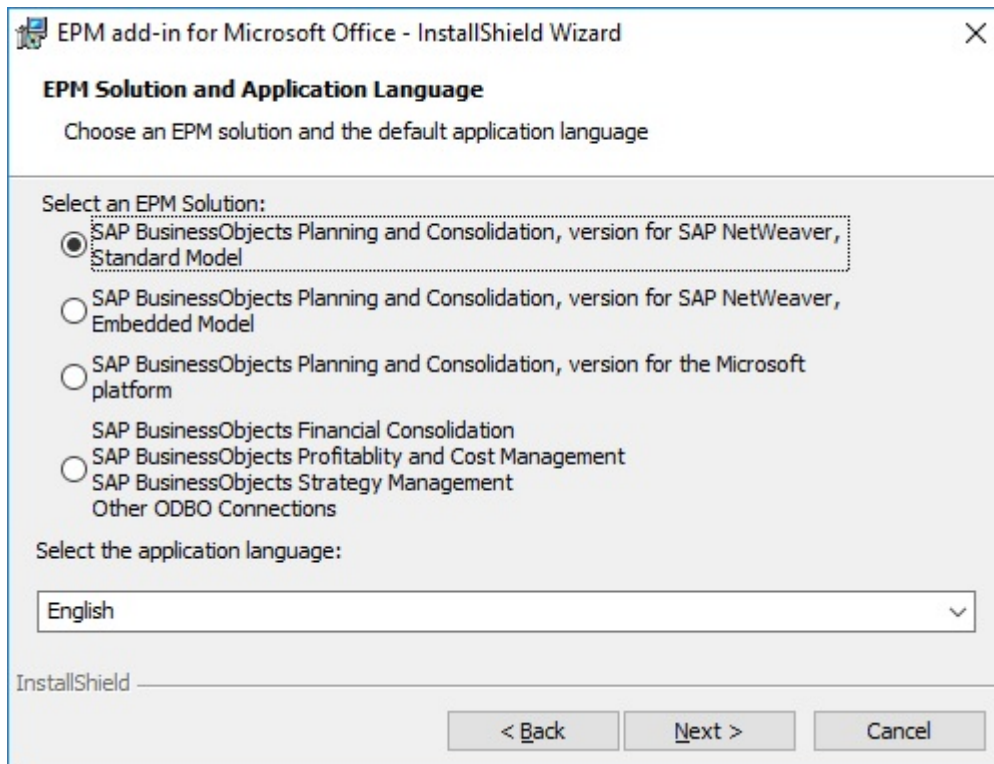 EPM add-in for Microsoft Office - InstallShield Wizard
EPM Solution and Application Language
Choose an EPM solution and the default application language
Select an EPM Solution:
SAP BusinessObjects Planning and Consolidation, version for SAP NetWeaver,
Standard Model
SAP BusinessObjects Planning and Consolidation, version for SAP NetWeaver,
Embedded Model
SAP BusinessObjects Planning and Consolidation, version for the Microsoft
platform
SAP BusinessObjects Financial Consolidation
SAP BusinessObjects Profitablity and Cost Management
SAP BusinessObjects Strategy Management
Other ODBO Connections
Select the application language:
English
InstallShield
< Back Next > Cancel